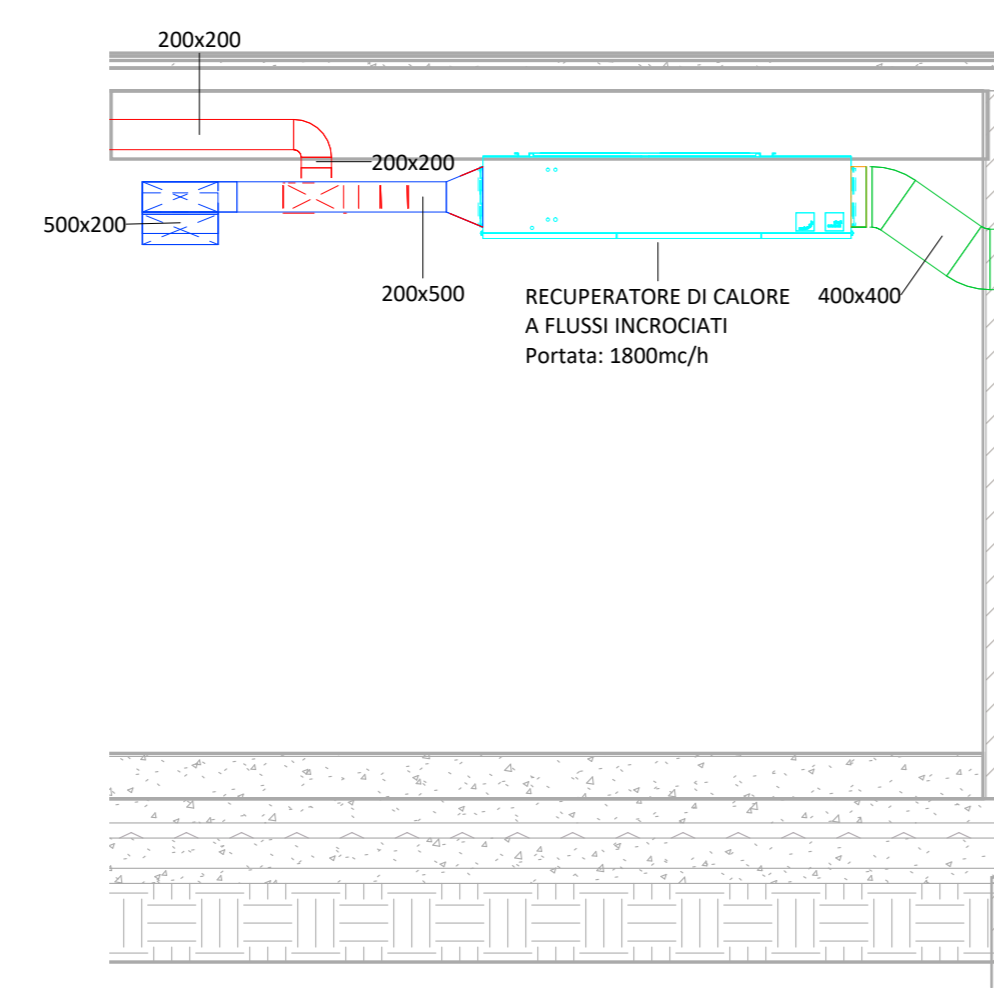 200x200
200x200
500x200
200x500
RECUPERATORE DI CALORE
A FLUSSI INCROCIATI
Portata: 1800mc/h
400x400